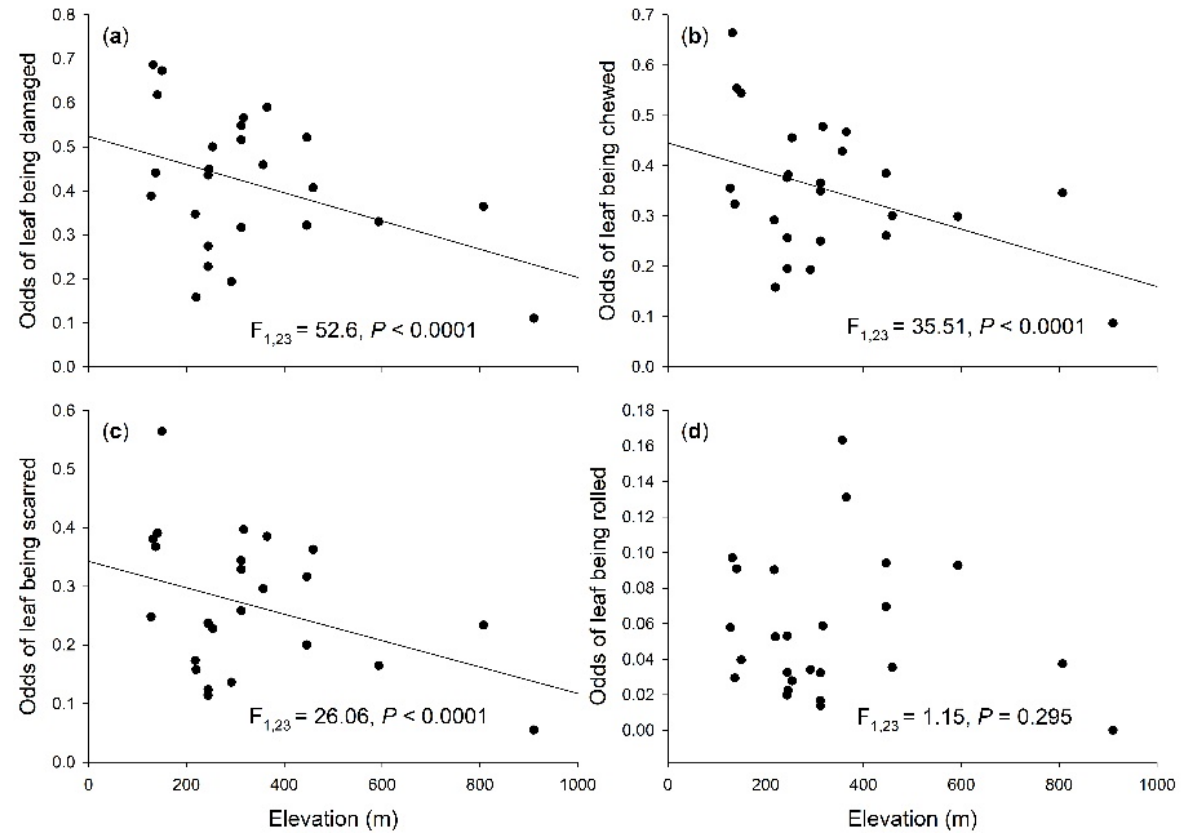 (a)
Odds of leaf being damaged
0.8
0.7
0.6
0.5
0.4
0.3
0.2
0.1
0.0
F1,23 = 52.6, P < 0.0001
(b)
Odds of leaf being chewed
0.7
0.6
0.5
0.4
0.3
0.2
0.1
0.0
F1,23 = 35.51, P < 0.0001
(c)
Odds of leaf being scarred
0.6
0.5
0.4
0.3
0.2
0.1
0.0
F1,23 = 26.06, P < 0.0001
0 200 400 600 800 1000
Elevation (m)
(d)
Odds of leaf being rolled
0.18
0.16
0.14
0.12
0.10
0.08
0.06
0.04
0.02
0.00
F1,23 = 1.15, P = 0.295
0 200 400 600 800 1000
Elevation (m)